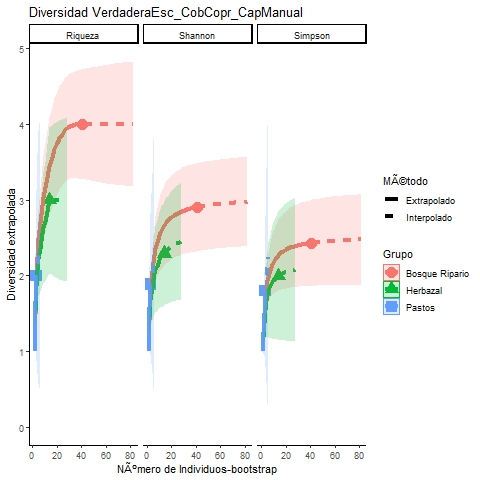 Diversidad VerdaderaEsc_CobCopr_CapManual
Riqueza
Shannon
Simpson
Diversidad extrapolada
5
4
3
2
1
0
0 20 40 60 80
0 20 40 60 80
0 20 40 60 80
NÃºmero de Individuos-bootstrap
MÃ©todo
Extrapolado
Interpolado
Grupo
Bosque Ripario
Herbazal
Pastos